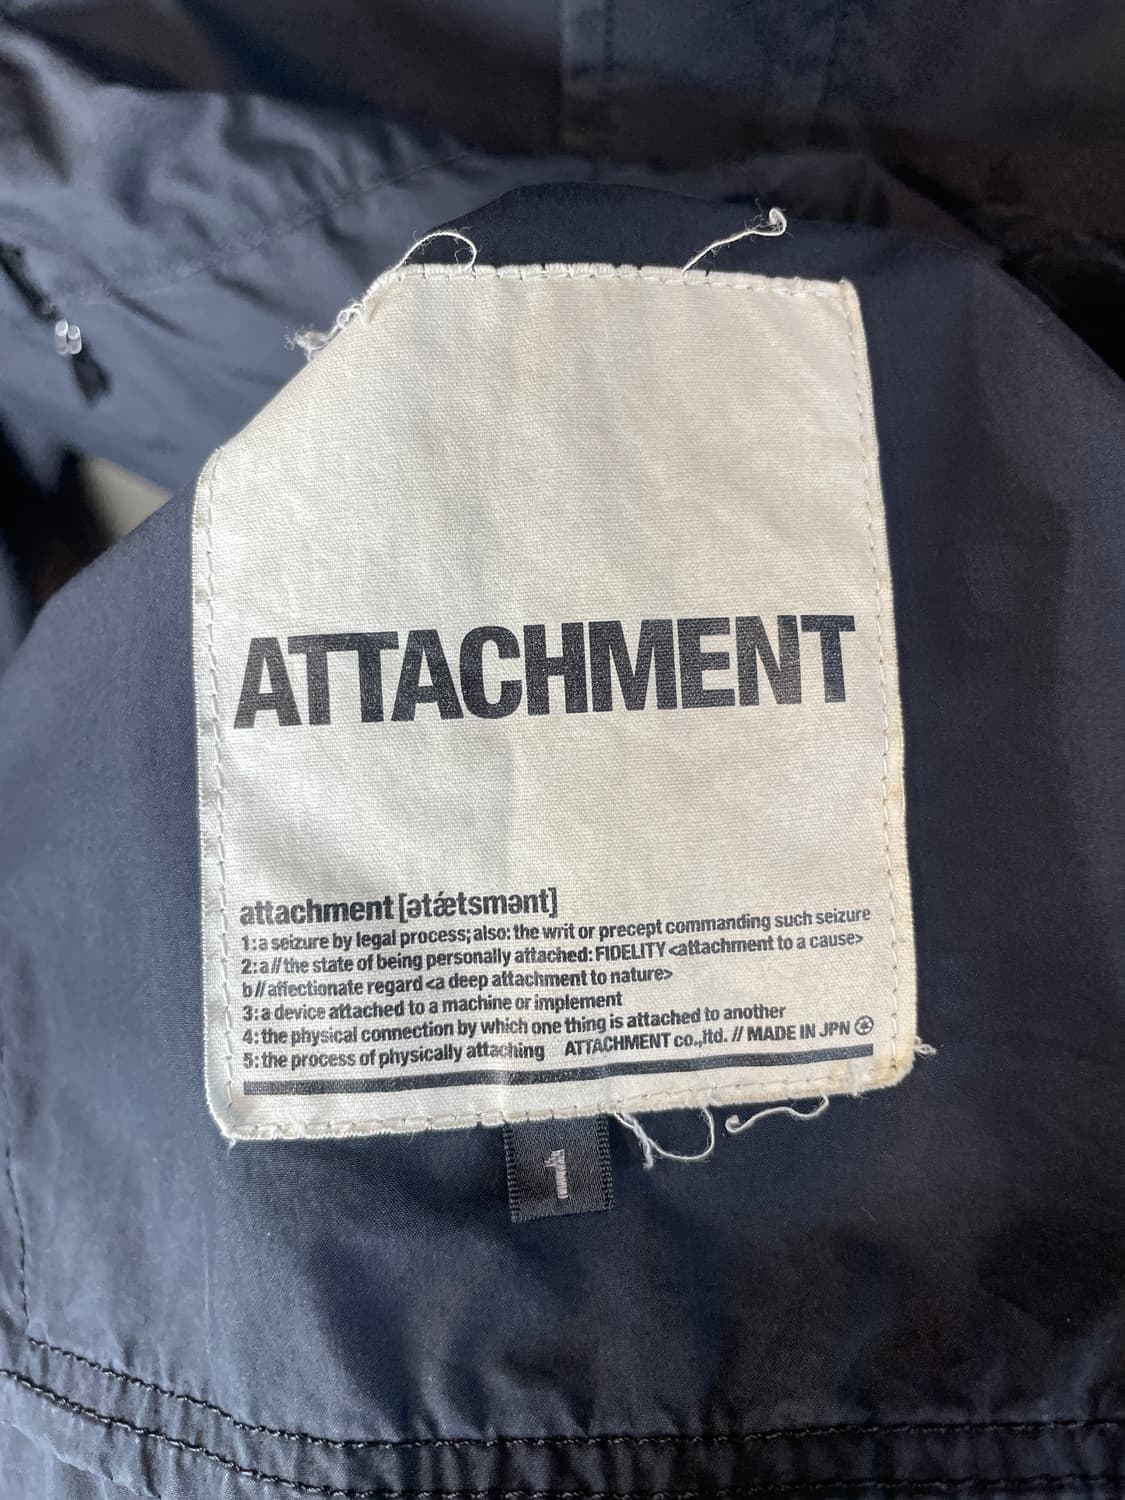 ATTACHMENT
attachment [ətǽtsmənt]
1:a seizure by legal process; also: the writ or precept commanding such seizure
2:a//the state of being personally attached: FIDELITY <attachment to a cause>
b//affectionate regard <a deep attachment to nature>
3:a device attached to a machine or implement
4:the physical connection by which one thing is attached to another
5:the process of physically attaching ATTACHMENT co.,ltd. // MADE IN JPN
1